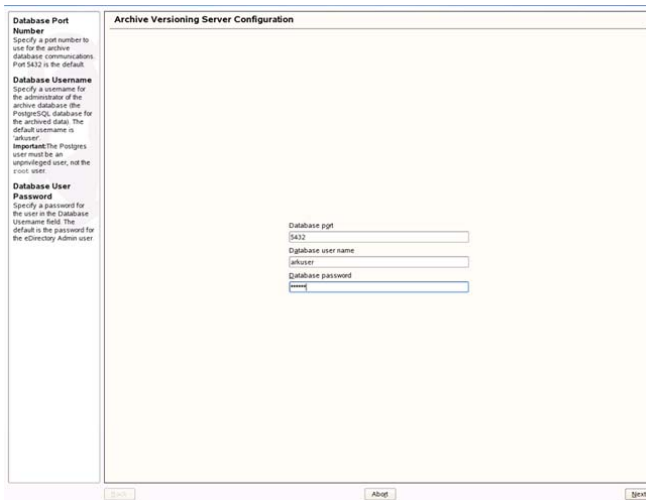 Database Port
Number
Specify a port number to
use for the archive
database communications.
Port 5432 is the default.
Database Username
Specify a username for
the administrator of the
archive database (the
PostgreSQL database for
the archived data). The
default username is
'arkuser'.
Important:The Postgres
user must be an
unprivileged user, not the
root user.
Database User
Password
Specify a password for
the user in the Database
Username field. The
default is the password for
the eDirectory Admin user
Archive Versioning Server Configuration
Database port
5432
Database user name
arkuser
Database password
******
Back
Abort
Next